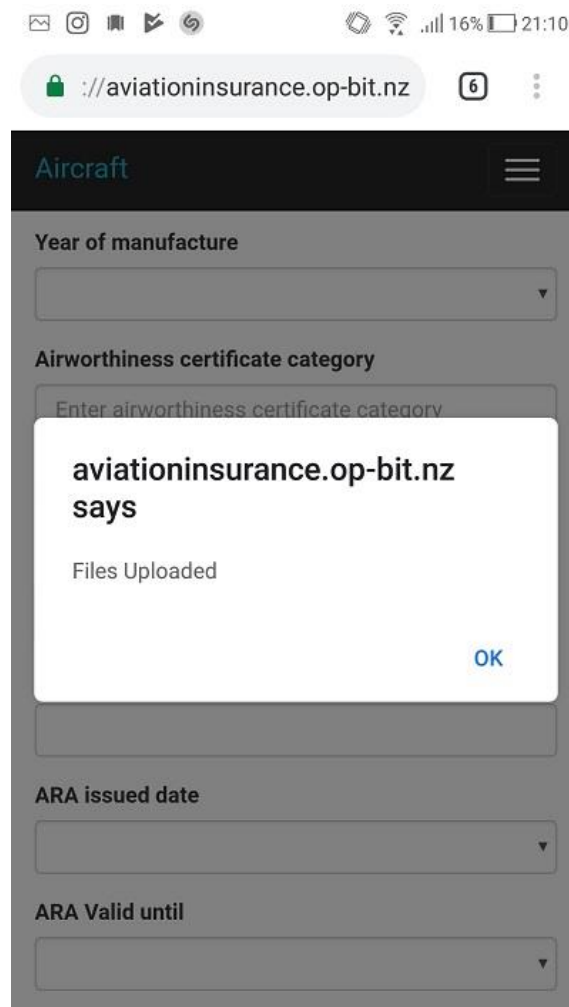 16% 21:10
://aviationinsurance.op-bit.nz 6
Aircraft
Year of manufacture
Airworthiness certificate category
Enter airworthiness certificate category
aviationinsurance.op-bit.nz
says
Files Uploaded
OK
ARA issued date
ARA Valid until